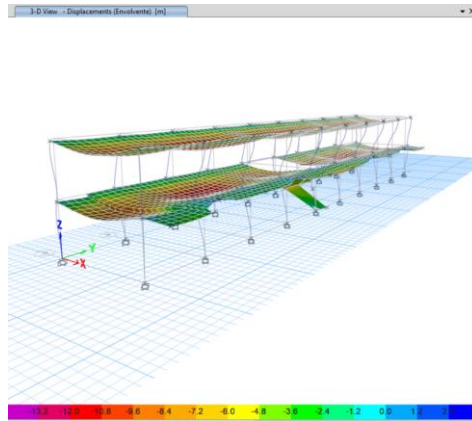 3-D View - Displacements (Envolvente) [m]
Z
Y
X
-13.2 -12.0 -10.8 -9.6 -8.4 -7.2 -6.0 -4.8 -3.6 -2.4 -1.2 0.0 1.2